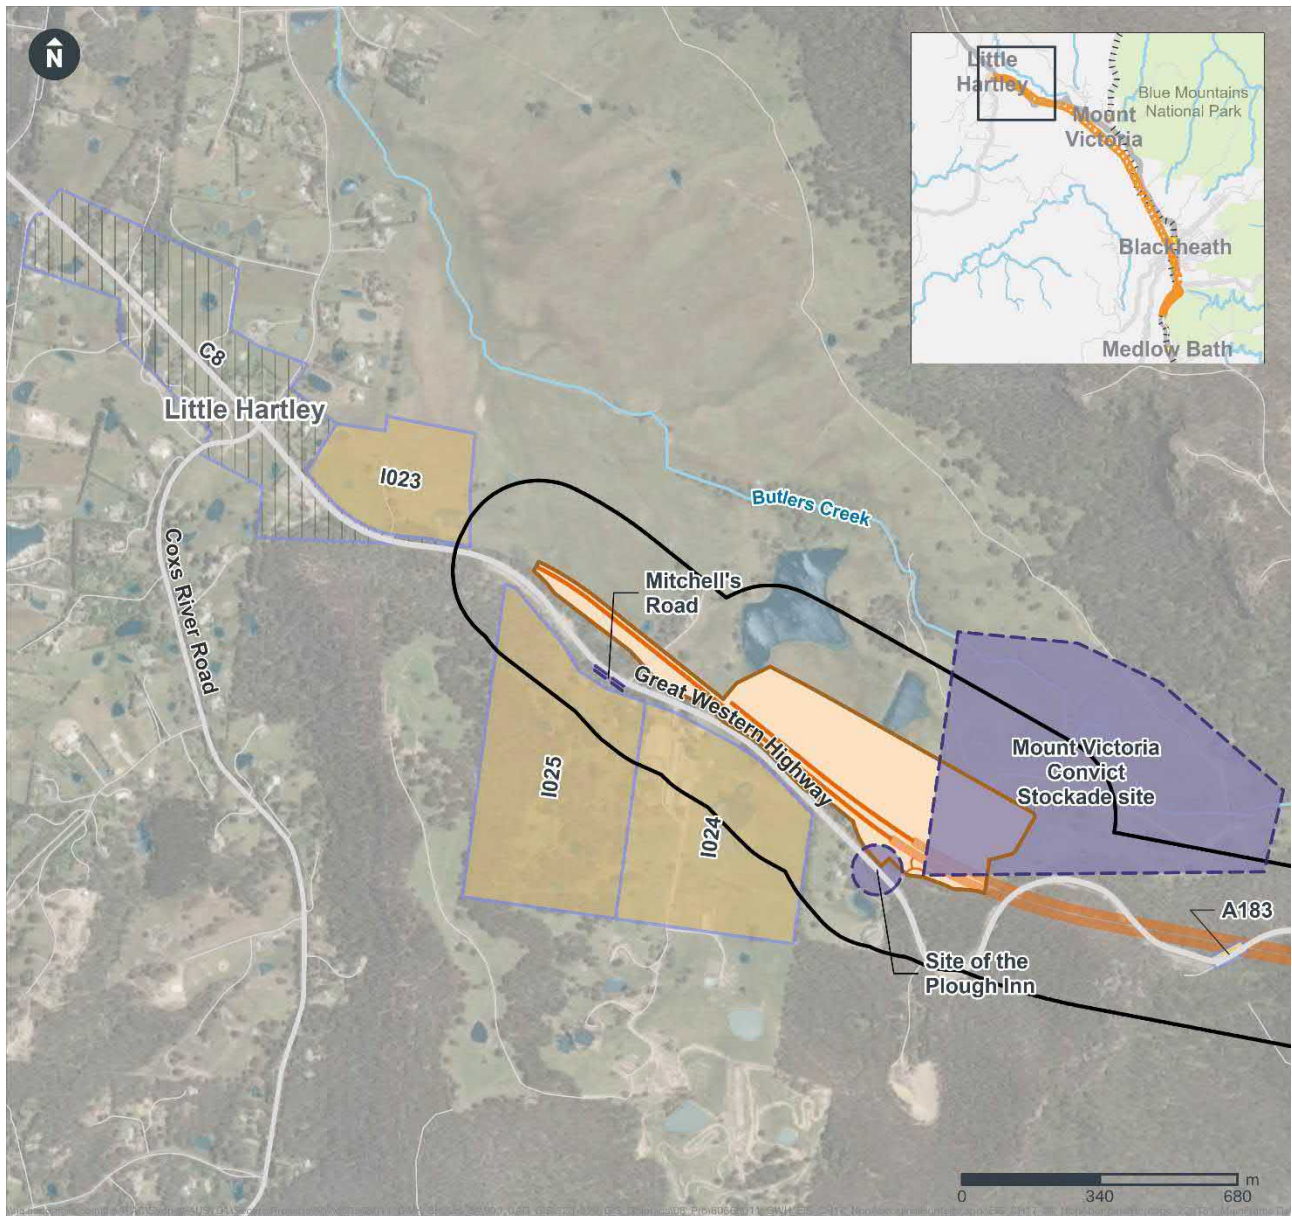 N
Little
Hartley
Blue Mountains
National Park
Mount
Victoria
Blackheath
Medlow Bath
C8
Little Hartley
I023
Butlers Creek
Coxs River Road
Mitchell's
Road
Great Western Highway
Mount Victoria
Convict
Stockade site
I025
I024
A183
Site of the
Plough Inn
m
0 340 680